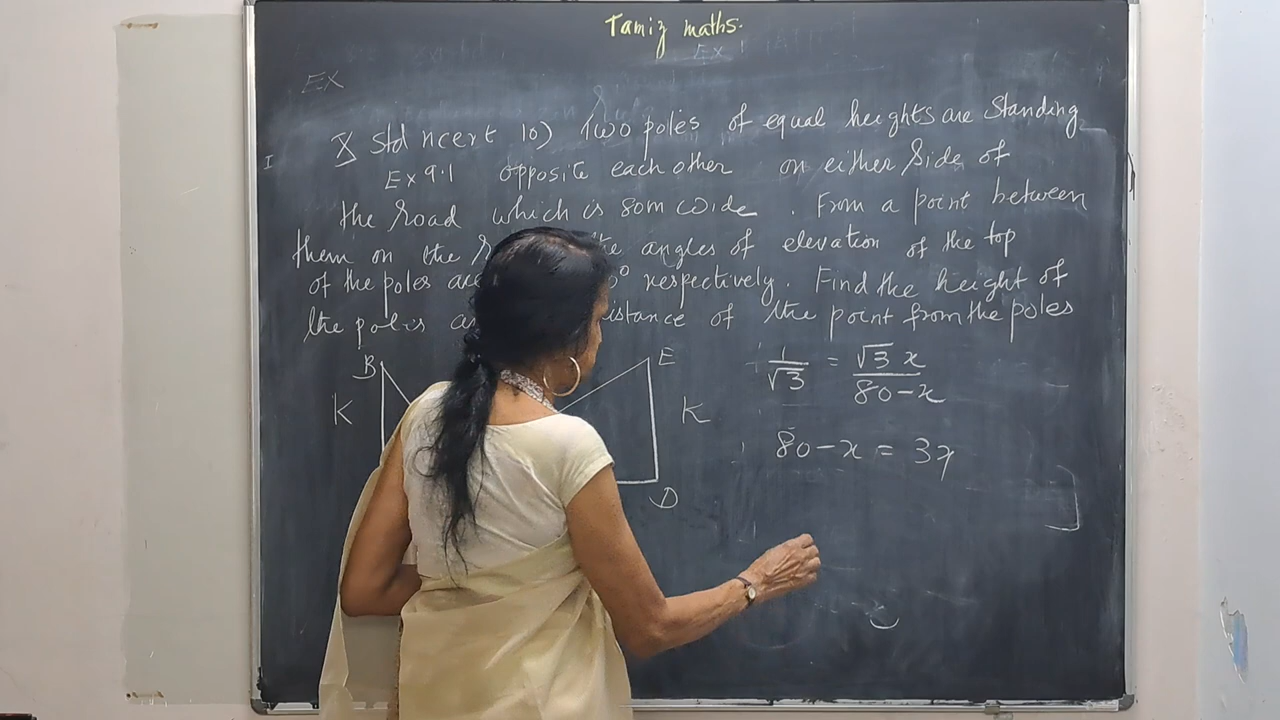 Tamiz maths.
EX
EX
X std ncert 10) Two poles of equal heights are Standing
Ex 9.1 opposite each other on either Side of
the Road which is 80m wide. From a point between
them on the the angles of elevation of the top
of the poles 0° respectively. Find the height of
the poles istance of the point from the poles
B
E
K
K
D
1/√3 = √3 x/80-x
80-x = 3x